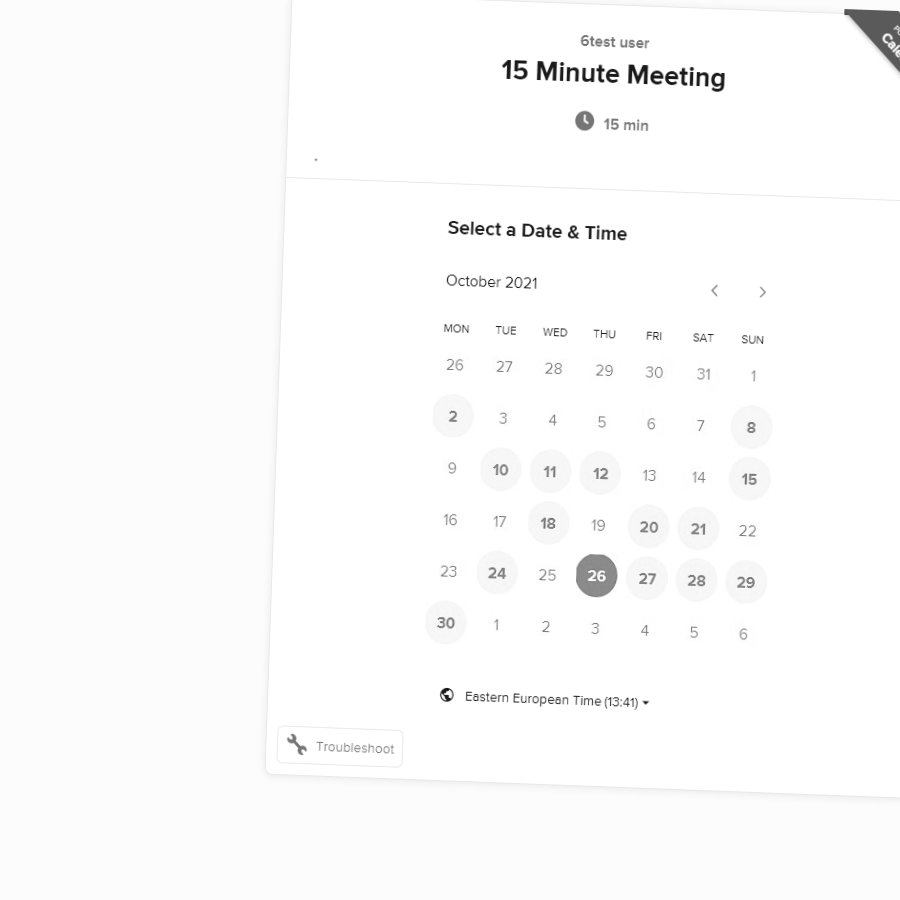 6test user
15 Minute Meeting
15 min
Select a Date & Time
October 2021
MON TUE WED THU FRI SAT SUN
26 27 28 29 30 31 1
2 3 4 5 6 7 8
9 10 11 12 13 14 15
16 17 18 19 20 21 22
23 24 25 26 27 28 29
30 1 2 3 4 5 6
Eastern European Time (13:41)
Troubleshoot